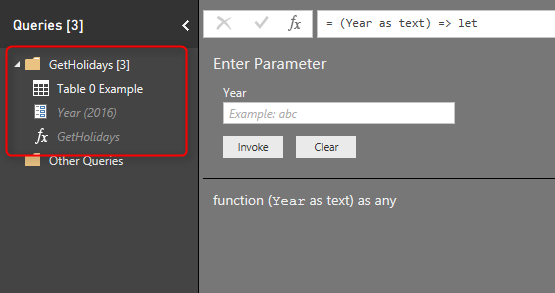 Queries [3]
GetHolidays [3]
Table 0 Example
Year (2016)
GetHolidays
Other Queries
fx
= (Year as text) => let
Enter Parameter
Year
Example: abc
Invoke
Clear
function (Year as text) as any